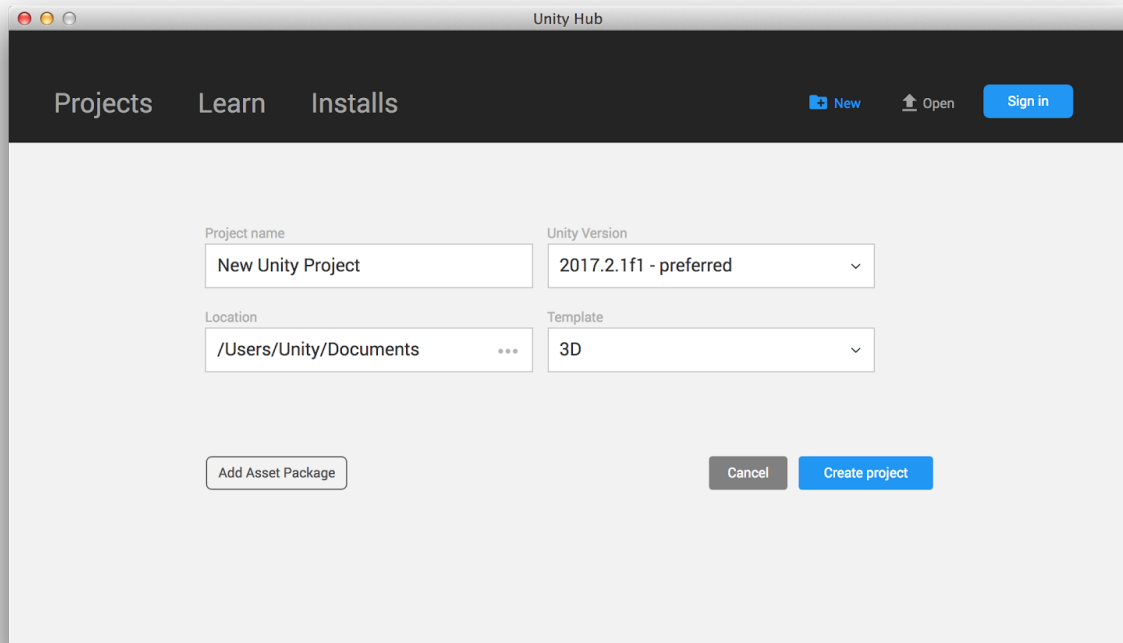 Unity Hub
Projects Learn Installs New Open Sign in
Project name Unity Version
New Unity Project 2017.2.1f1 - preferred
Location Template
/Users/Unity/Documents 3D
Add Asset Package Cancel Create project